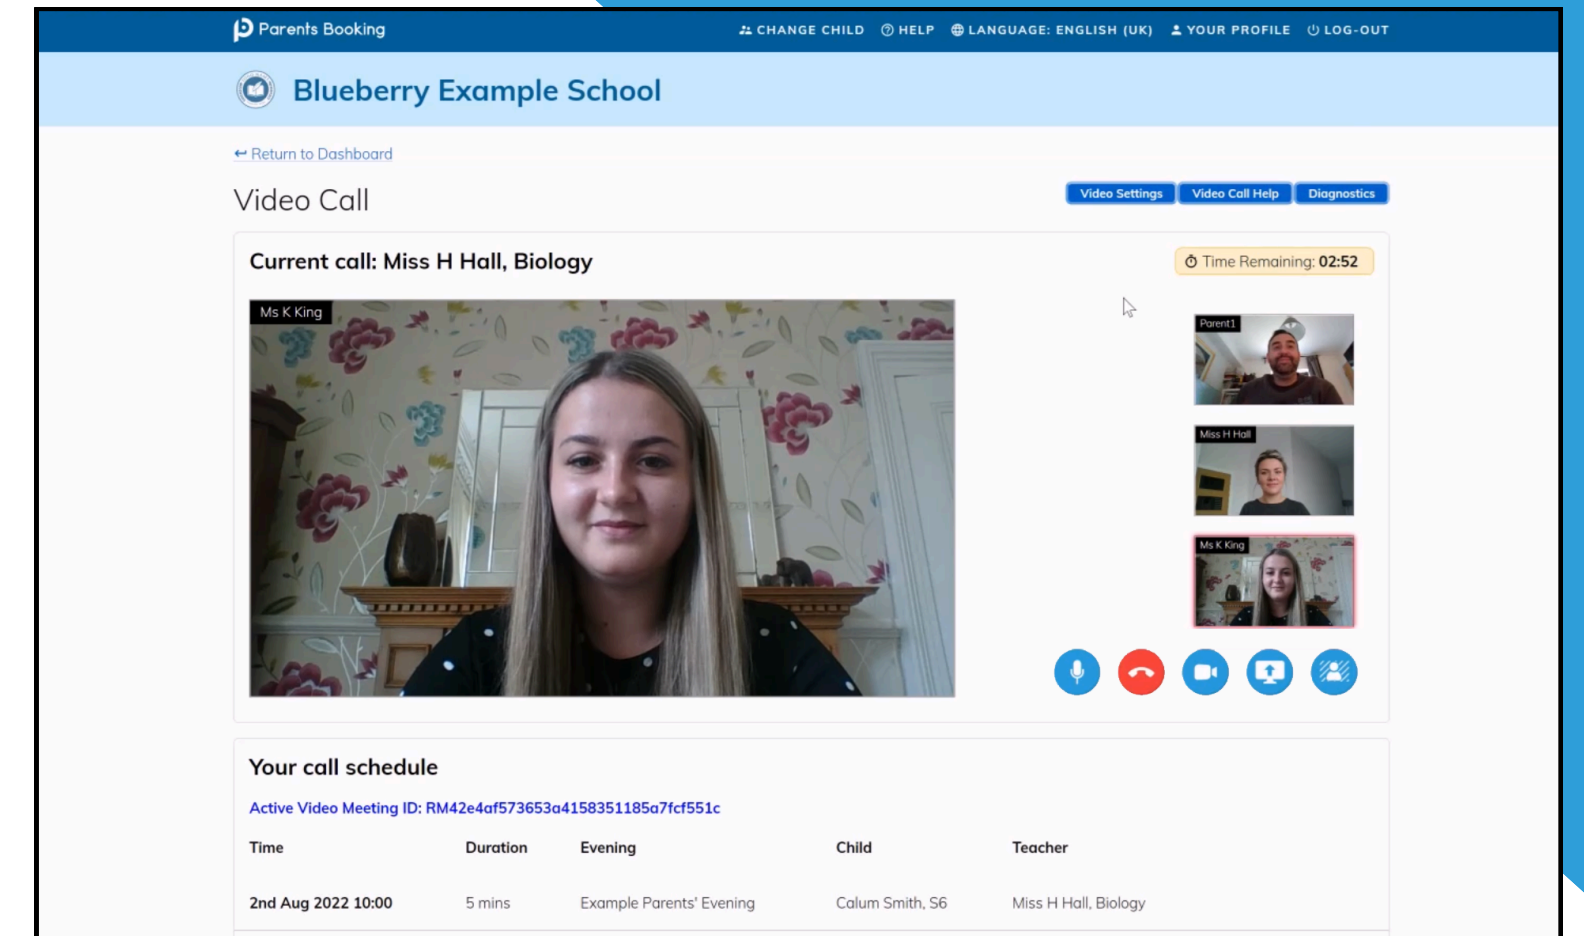 Parents Booking
CHANGE CHILD HELP LANGUAGE: ENGLISH (UK) YOUR PROFILE LOG-OUT
Blueberry Example School
Return to Dashboard
Video Call
Video Settings Video Call Help Diagnostics
Current call: Miss H Hall, Biology
Time Remaining: 02:52
Ms K King
Parent1
Miss H Hall
Ms K King
Your call schedule
Active Video Meeting ID: RM42e4af573653a4158351185a7fcf551c
Time Duration Evening Child Teacher
2nd Aug 2022 10:00 5 mins Example Parents' Evening Calum Smith, S6 Miss H Hall, Biology